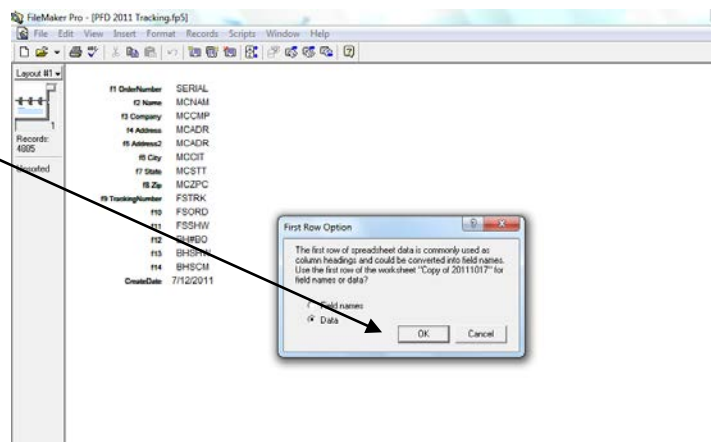 FileMaker Pro - [PFD 2011 Tracking.fp5]
File Edit View Insert Format Records Scripts Window Help
Layout #1
1
Records:
4885
Unsorted
f1 OrderNumber SERIAL
f2 Name MCNAM
f3 Company MCCMP
f4 Address MCADR
f5 Address2 MCADR
f6 City MCCIT
f7 State MCSTT
f8 Zip MCZPC
f9 TrackingNumber FSTRK
f10 FSORD
f11 FSSHW
f12 BH#BO
f13 BHSHW
f14 BHSCM
CreateDate 7/12/2011
First Row Option
The first row of spreadsheet data is commonly used as
column headings and could be converted into field names.
Use the first row of the worksheet "Copy of 20111017" for
field names or data?
Field names
Data
OK Cancel